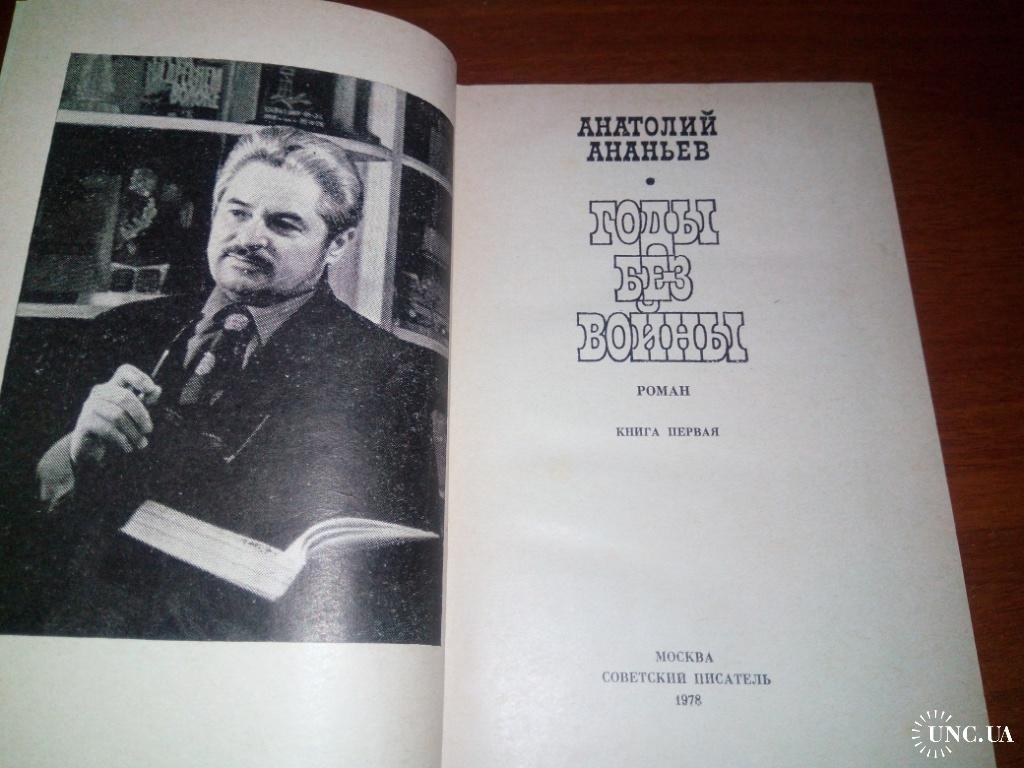 АНАТОЛИЙ
АНАНЬЕВ
ГОДЫ
БЕЗ
ВОЙНЫ
РОМАН
КНИГА ПЕРВАЯ
МОСКВА
СОВЕТСКИЙ ПИСАТЕЛЬ
1978
UNC.UA